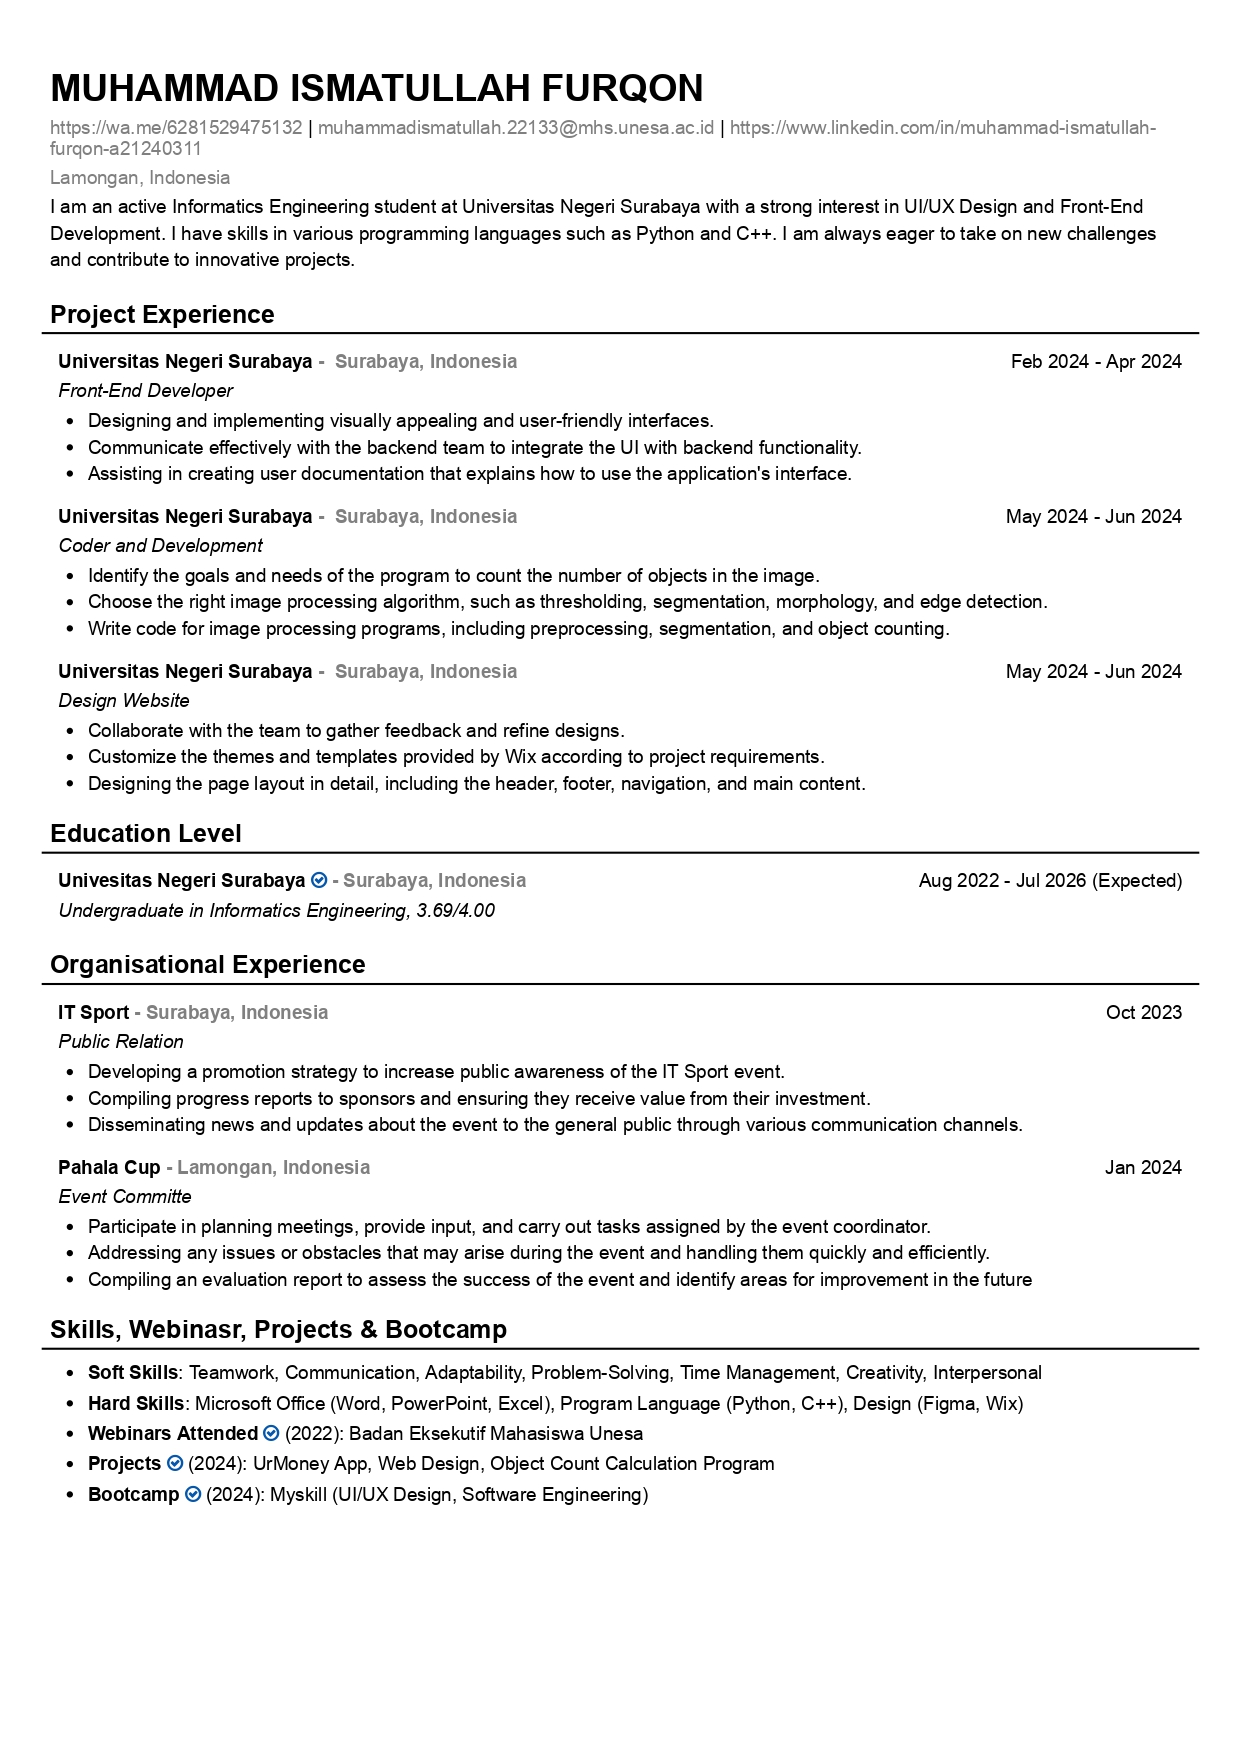 MUHAMMAD ISMATULLAH FURQON
https://wa.me/6281529475132 | muhammadismatullah.22133@mhs.unesa.ac.id | https://www.linkedin.com/in/muhammad-ismatullah-
furqon-a21240311
Lamongan, Indonesia
I am an active Informatics Engineering student at Universitas Negeri Surabaya with a strong interest in UI/UX Design and Front-End
Development. I have skills in various programming languages such as Python and C++. I am always eager to take on new challenges
and contribute to innovative projects.
Project Experience
Universitas Negeri Surabaya - Surabaya, Indonesia Feb 2024 - Apr 2024
Front-End Developer
• Designing and implementing visually appealing and user-friendly interfaces.
• Communicate effectively with the backend team to integrate the UI with backend functionality.
• Assisting in creating user documentation that explains how to use the application's interface.
Universitas Negeri Surabaya - Surabaya, Indonesia May 2024 - Jun 2024
Coder and Development
• Identify the goals and needs of the program to count the number of objects in the image.
• Choose the right image processing algorithm, such as thresholding, segmentation, morphology, and edge detection.
• Write code for image processing programs, including preprocessing, segmentation, and object counting.
Universitas Negeri Surabaya - Surabaya, Indonesia May 2024 - Jun 2024
Design Website
• Collaborate with the team to gather feedback and refine designs.
• Customize the themes and templates provided by Wix according to project requirements.
• Designing the page layout in detail, including the header, footer, navigation, and main content.
Education Level
Univesitas Negeri Surabaya - Surabaya, Indonesia Aug 2022 - Jul 2026 (Expected)
Undergraduate in Informatics Engineering, 3.69/4.00
Organisational Experience
IT Sport - Surabaya, Indonesia Oct 2023
Public Relation
• Developing a promotion strategy to increase public awareness of the IT Sport event.
• Compiling progress reports to sponsors and ensuring they receive value from their investment.
• Disseminating news and updates about the event to the general public through various communication channels.
Pahala Cup - Lamongan, Indonesia Jan 2024
Event Committe
• Participate in planning meetings, provide input, and carry out tasks assigned by the event coordinator.
• Addressing any issues or obstacles that may arise during the event and handling them quickly and efficiently.
• Compiling an evaluation report to assess the success of the event and identify areas for improvement in the future
Skills, Webinasr, Projects & Bootcamp
• Soft Skills: Teamwork, Communication, Adaptability, Problem-Solving, Time Management, Creativity, Interpersonal
• Hard Skills: Microsoft Office (Word, PowerPoint, Excel), Program Language (Python, C++), Design (Figma, Wix)
• Webinars Attended (2022): Badan Eksekutif Mahasiswa Unesa
• Projects (2024): UrMoney App, Web Design, Object Count Calculation Program
• Bootcamp (2024): Myskill (UI/UX Design, Software Engineering)